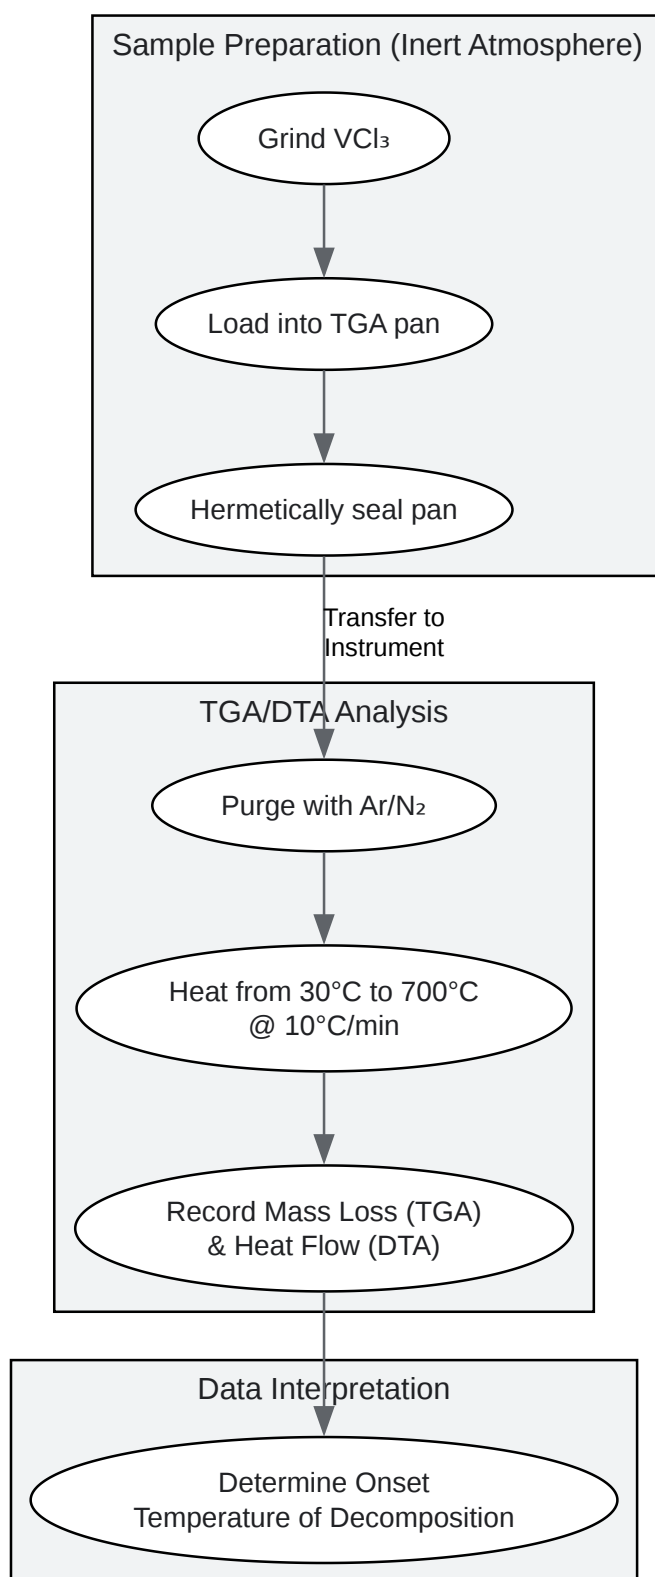 Sample Preparation (Inert Atmosphere)
Grind VCl₃
Load into TGA pan
Hermetically seal pan
Transfer to
Instrument
TGA/DTA Analysis
Purge with Ar/N₂
Heat from 30°C to 700°C
@ 10°C/min
Record Mass Loss (TGA)
& Heat Flow (DTA)
Data Interpretation
Determine Onset
Temperature of Decomposition